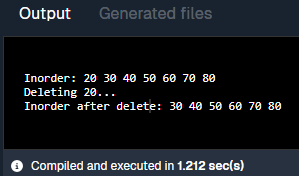 Output Generated files
Inorder: 20 30 40 50 60 70 80
Deleting 20...
Inorder after delete: 30 40 50 60 70 80
Compiled and executed in 1.212 sec(s)